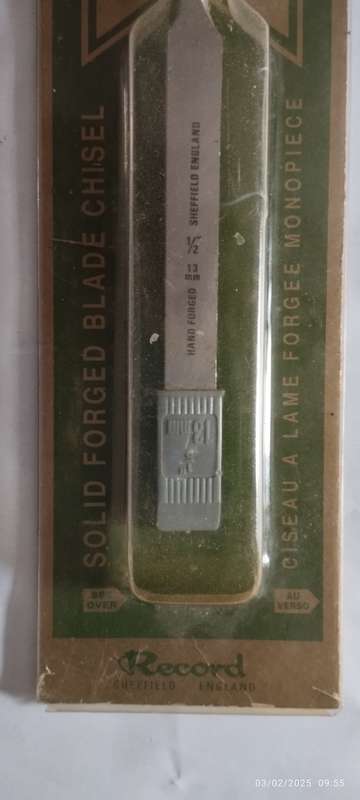 SOLID FORGED BLADE CHISEL
SHEFFIELD ENGLAND
1/2"
13
mm
HAND FORGED
CISEAU A LAME FORGEE MONOPIECE
OVER
AU
VERSO
Record
SHEFFIELD ENGLAND
03/02/2025 09:55